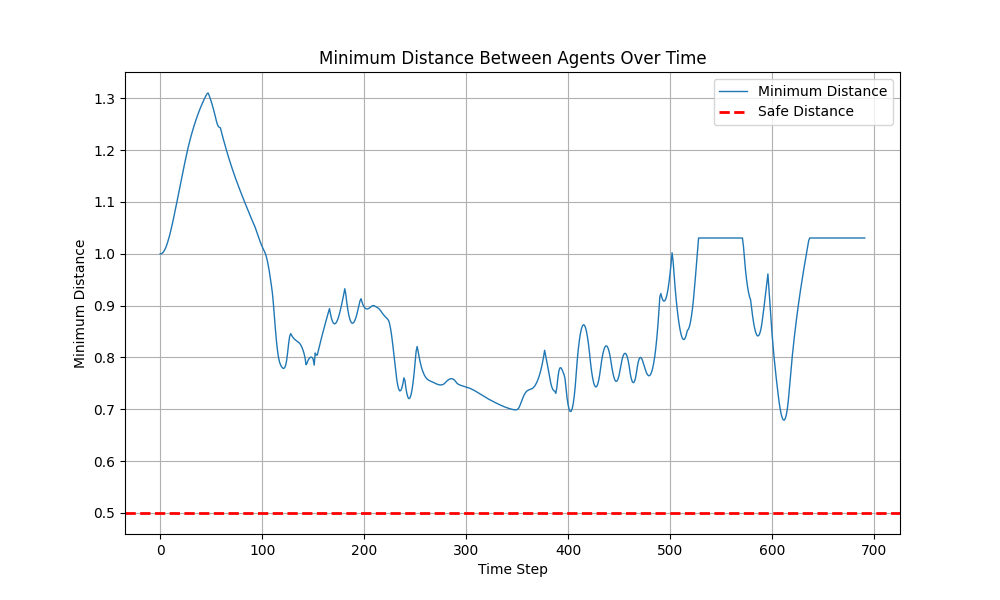 Minimum Distance Between Agents Over Time
Minimum Distance
Safe Distance
Minimum Distance
1.3
1.2
1.1
1.0
0.9
0.8
0.7
0.6
0.5
0 100 200 300 400 500 600 700
Time Step